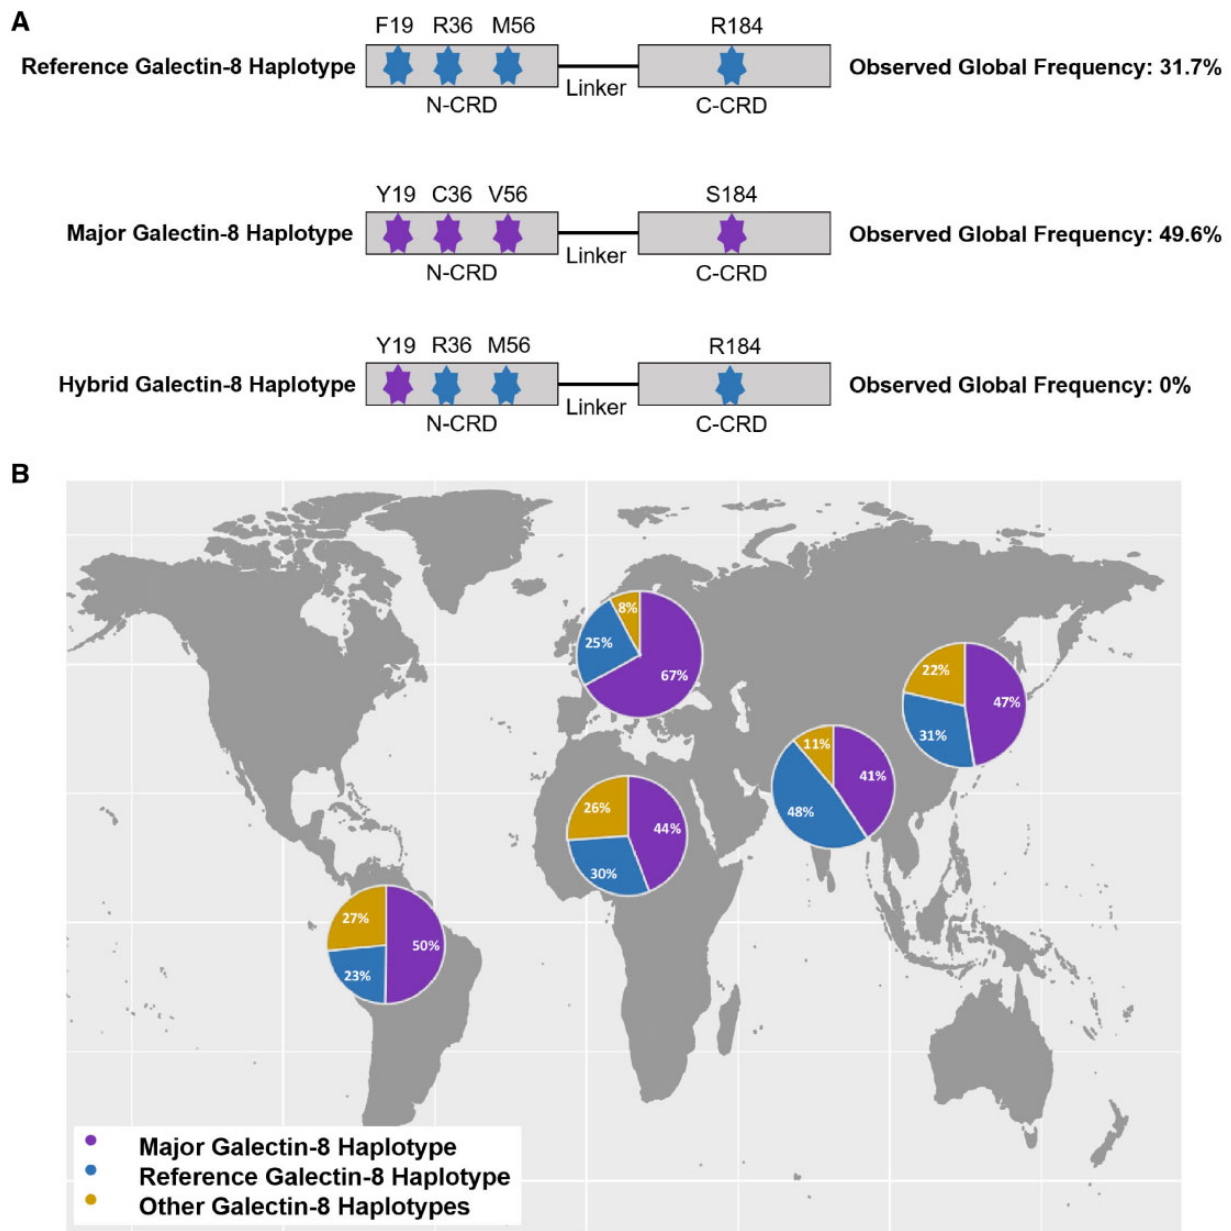 A
F19 R36 M56 R184
Reference Galectin-8 Haplotype Linker Observed Global Frequency: 31.7%
N-CRD C-CRD
Y19 C36 V56 S184
Major Galectin-8 Haplotype Linker Observed Global Frequency: 49.6%
N-CRD C-CRD
Y19 R36 M56 R184
Hybrid Galectin-8 Haplotype Linker Observed Global Frequency: 0%
N-CRD C-CRD
B
8%
25%
67%
22%
47%
31%
11%
41%
48%
26%
44%
30%
27%
50%
23%
Major Galectin-8 Haplotype
Reference Galectin-8 Haplotype
Other Galectin-8 Haplotypes